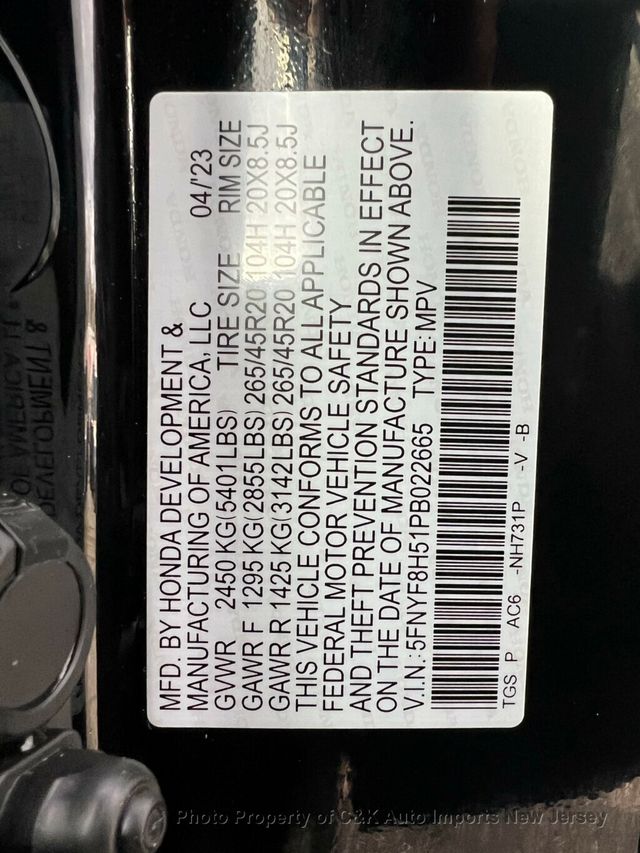 MFD. BY HONDA DEVELOPMENT &
MANUFACTURING OF AMERICA, LLC 04/'23
GVWR 2450 KG(5401LBS) TIRE SIZE RIM SIZE
GAWR F 1295 KG(2855LBS) 265/45R20 104H 20X8.5J
GAWR R 1425 KG(3142LBS) 265/45R20 104H 20X8.5J
THIS VEHICLE CONFORMS TO ALL APPLICABLE
FEDERAL MOTOR VEHICLE SAFETY
AND THEFT PREVENTION STANDARDS IN EFFECT
ON THE DATE OF MANUFACTURE SHOWN ABOVE.
V.I.N.:5FNYF8H51PB022665 TYPE:MPV
TGS P AC6 -NH731P -V -B
Photo Property of C&K Auto Imports New Jersey